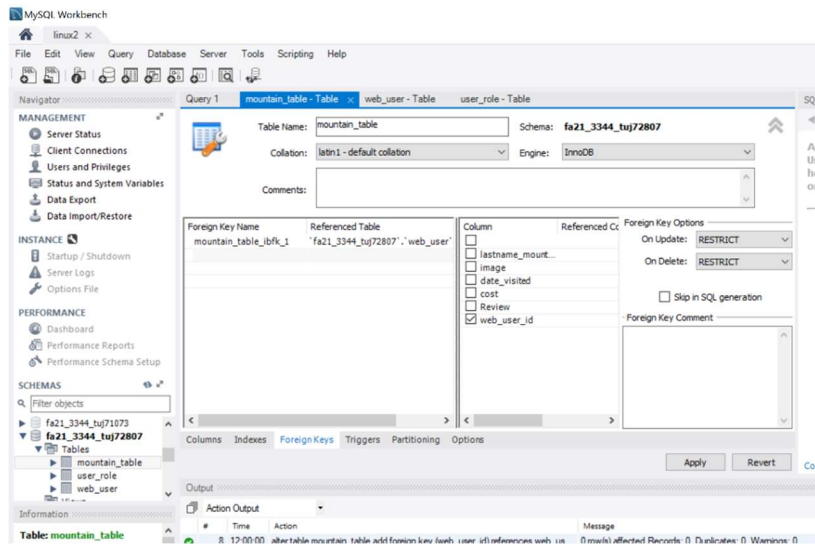 MySQL Workbench
linux2 ×
File Edit View Query Database Server Tools Scripting Help
Navigator
MANAGEMENT
Server Status
Client Connections
Users and Privileges
Status and System Variables
Data Export
Data Import/Restore
INSTANCE
Startup / Shutdown
Server Logs
Options File
PERFORMANCE
Dashboard
Performance Reports
Performance Schema Setup
SCHEMAS
Filter objects
fa21_3344_tuj71073
fa21_3344_tuj72807
Tables
mountain_table
user_role
web_user
Information
Table: mountain_table
Query 1 mountain_table - Table × web_user - Table user_role - Table
Table Name: mountain_table Schema: fa21_3344_tuj72807
Collation: latin1 - default collation Engine: InnoDB
Comments:
Foreign Key Name Referenced Table
mountain_table_ibfk_1 `fa21_3344_tuj72807`.`web_user`
Column Referenced Cc
lastname_mount...
image
date_visited
cost
Review
web_user_id
Foreign Key Options
On Update: RESTRICT
On Delete: RESTRICT
Skip in SQL generation
Foreign Key Comment
Columns Indexes Foreign Keys Triggers Partitioning Options
Apply Revert
Output
Action Output
# Time Action Message
8 12:00:00 alter table mountain_table add foreign key (web_user_id) references web_us... 0 row(s) affected Records: 0 Duplicates: 0 Warnings: 0
SQ
Co